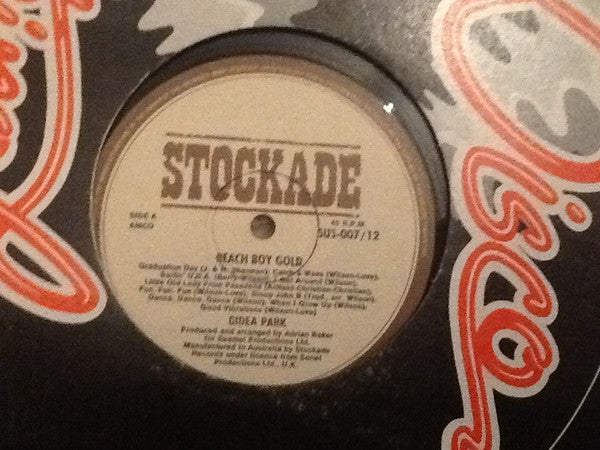 STOCKADE
SIDE A
AMCO
45 R.P.M.
SUS-007/12
BEACH BOY GOLD
Graduation Day (J. & N. Sherman), Catch A Wave (Wilson-Love),
Surfin' U.S.A. (Berry-Wilson), I Get Around (Wilson),
Little Old Lady From Pasadena (Altfeld-Christian-Christian)
Fun, Fun, Fun (Wilson-Love), Sloop John B (Trad., arr. Wilson),
Dance, Dance, Dance (Wilson), When I Grow Up (Wilson),
Good Vibrations (Wilson-Love)
GIDEA PARK
Produced and arranged by Adrian Baker
for Productions Ltd.
Manufactured in Australia by Stockade
Records under licence from Sonet
Productions Ltd., U.K.
Disco